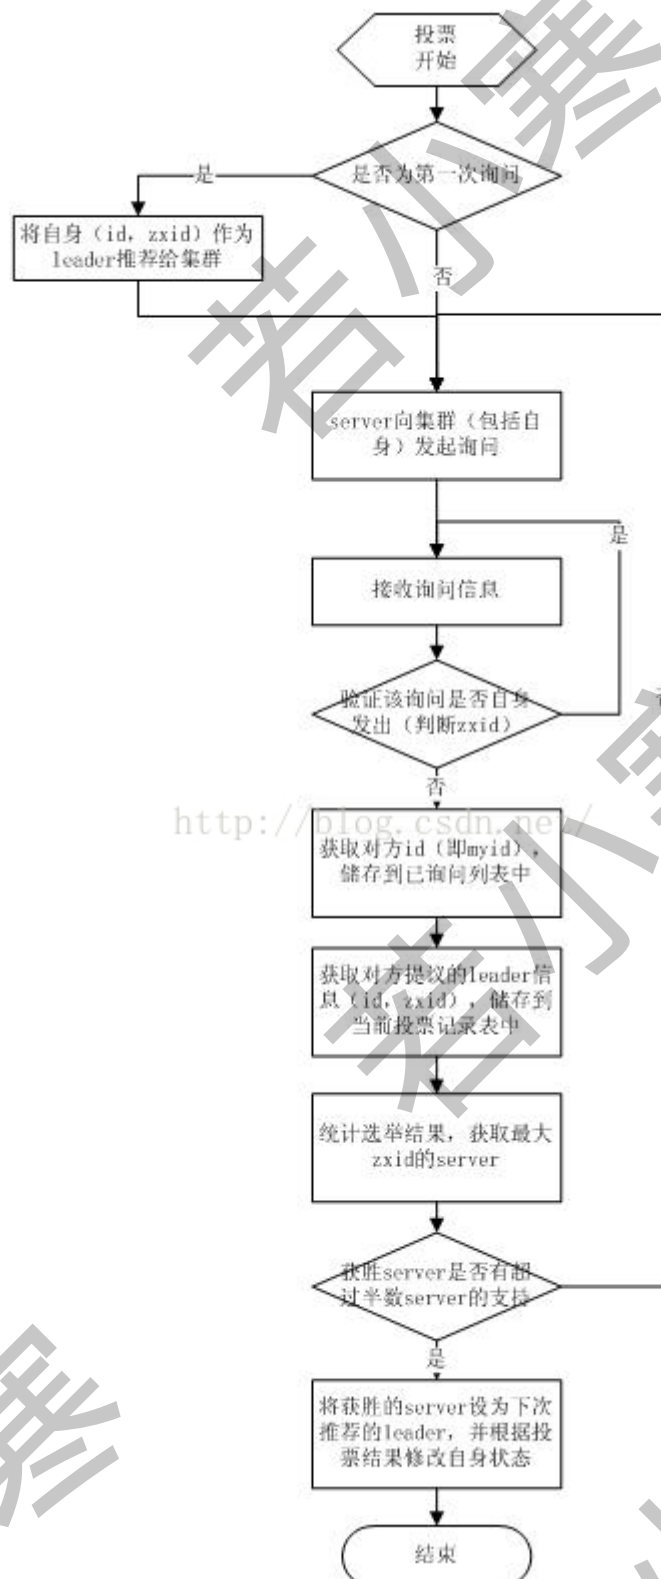 投票
开始
是否为第一次询问
是
将自身（id，zxid）作为
leader推荐给集群
否
server向集群（包括自
身）发起询问
是
接收询问信息
验证该询问是否自身
发出（判断zxid）
否
http://blog.csdn.net/
获取对方id（即myid），
储存到已询问列表中
获取对方提议的leader信
息（id，zxid），储存到
当前投票记录表中
统计选举结果，获取最大
zxid的server
获胜server是否有超
过半数server的支持
是
将获胜的server设为下次
推荐的leader，并根据投
票结果修改自身状态
结束
若小寒
若小寒
寒